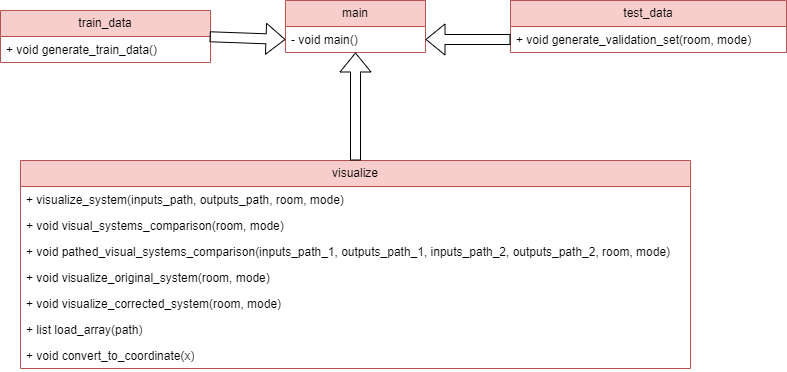 train_data
+ void generate_train_data()
main
- void main()
test_data
+ void generate_validation_set(room, mode)
visualize
+ visualize_system(inputs_path, outputs_path, room, mode)
+ void visual_systems_comparison(room, mode)
+ void pathed_visual_systems_comparison(inputs_path_1, outputs_path_1, inputs_path_2, outputs_path_2, room, mode)
+ void visualize_original_system(room, mode)
+ void visualize_corrected_system(room, mode)
+ list load_array(path)
+ void convert_to_coordinate(x)